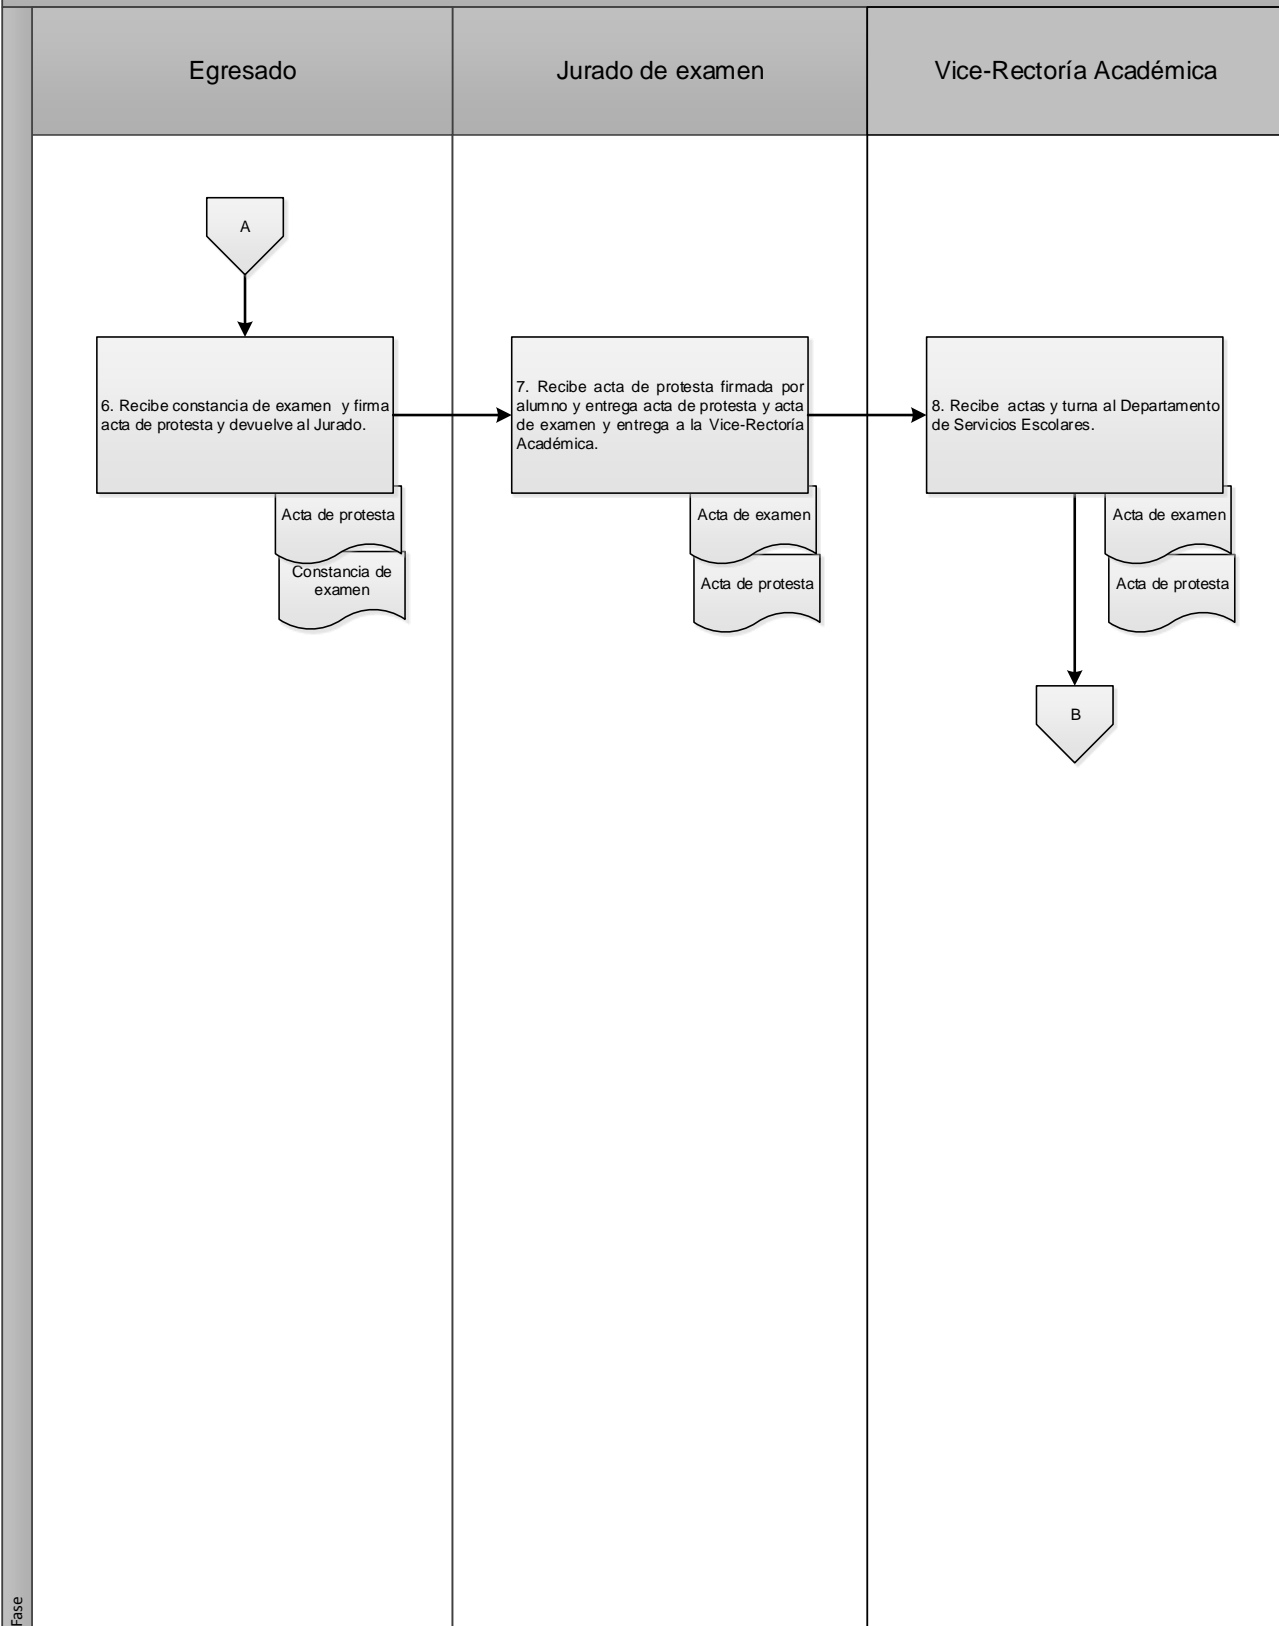 Egresado
Jurado de examen
Vice-Rectoría Académica
A
6. Recibe constancia de examen y firma
acta de protesta y devuelve al Jurado.
7. Recibe acta de protesta firmada por
alumno y entrega acta de protesta y acta
de examen y entrega a la Vice-Rectoría
Académica.
8. Recibe actas y turna al Departamento
de Servicios Escolares.
Acta de protesta
Constancia de
examen
Acta de examen
Acta de protesta
Acta de examen
Acta de protesta
B
Fase